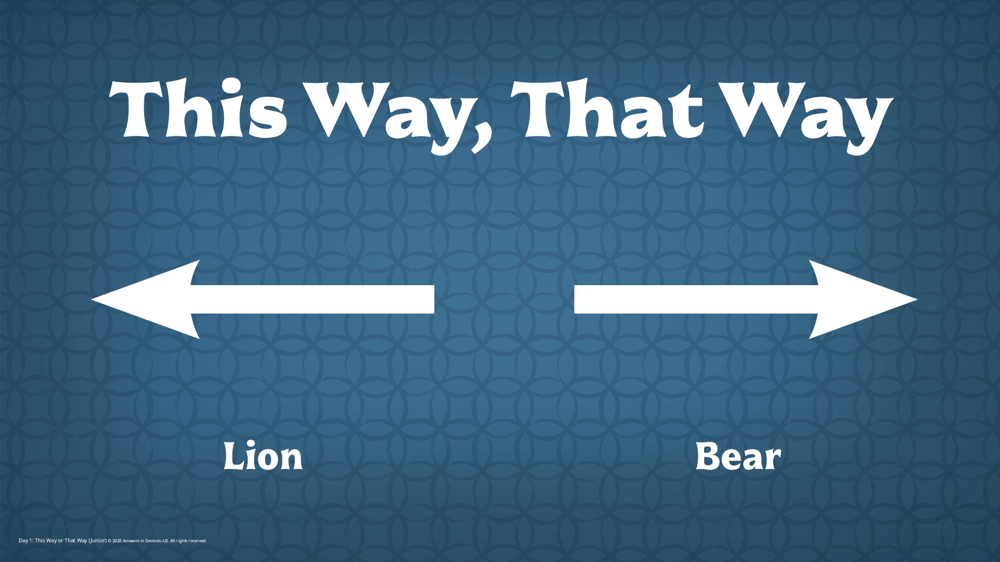 This Way, That Way
Lion
Bear
Day 1: This Way or That Way (Junior) © 2025 Answers in Genesis–US. All rights reserved.